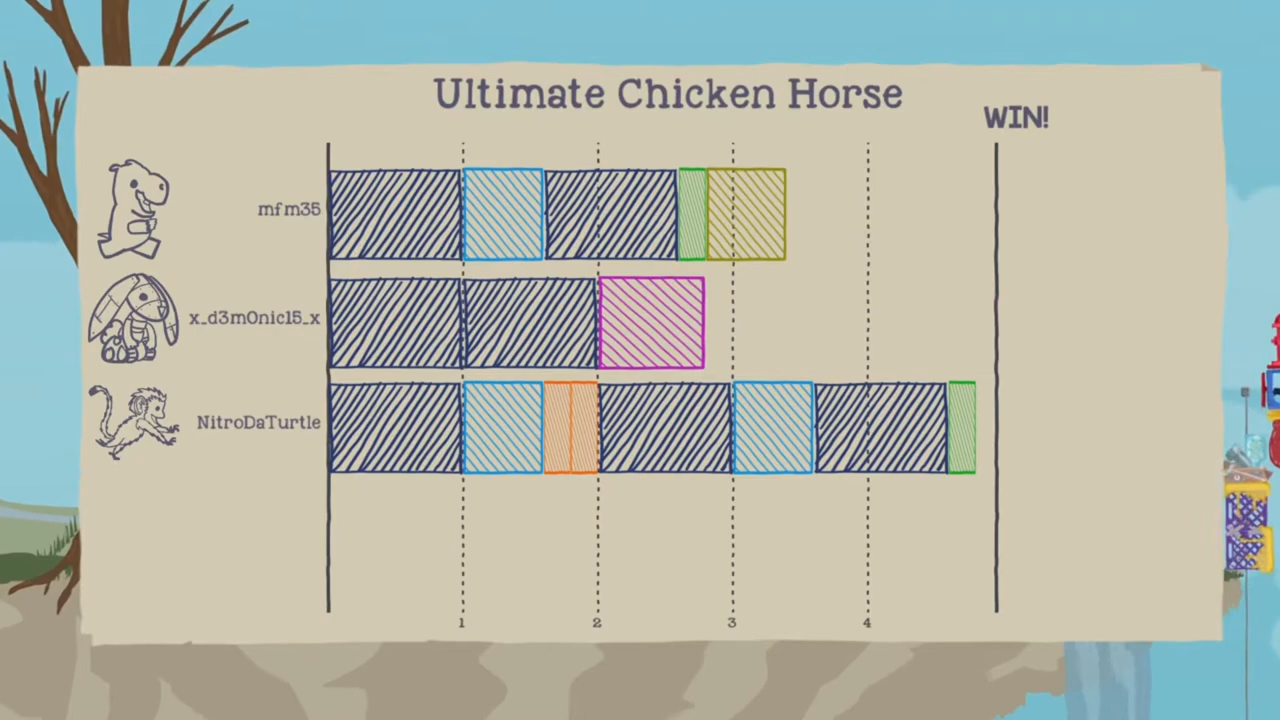 Ultimate Chicken Horse
WIN!
mfm35
x_d3m0nic15_x
NitroDaTurtle
1 2 3 4